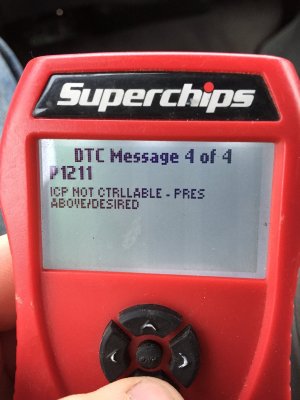 Superchips
DTC Message 4 of 4
P1211
ICP NOT CTRLLABLE - PRES
ABOVE/DESIRED